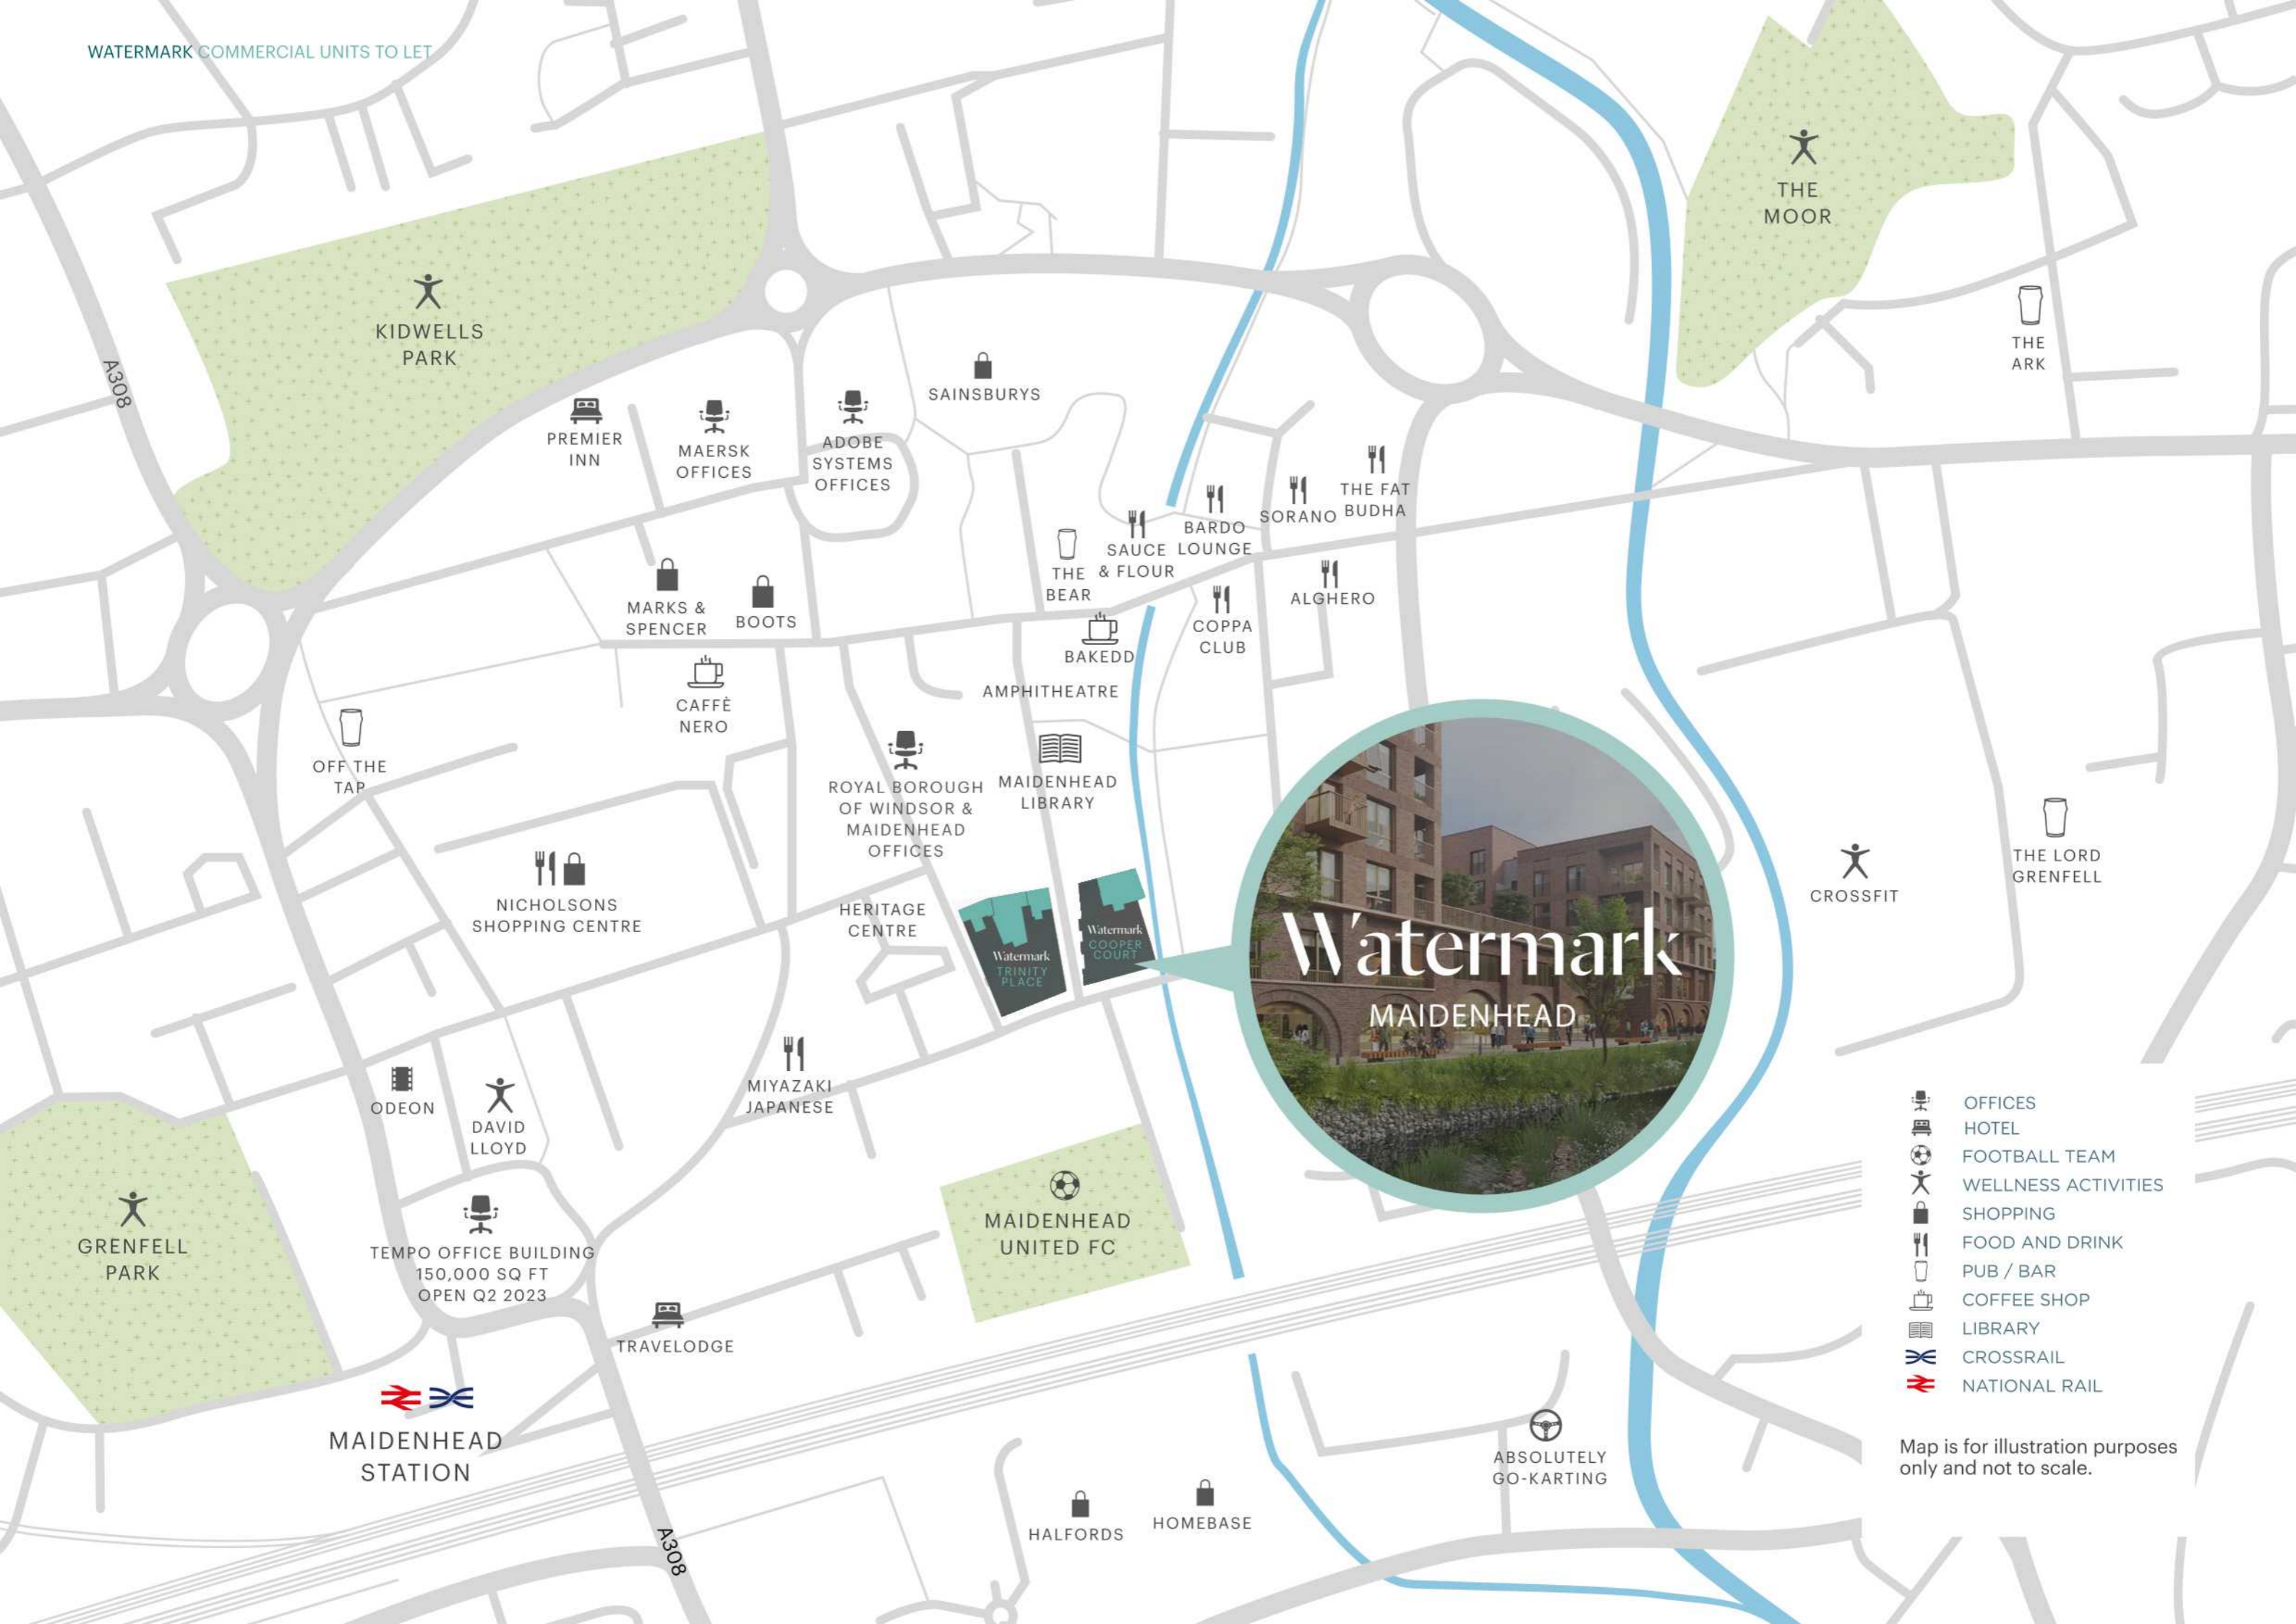 WATERMARK COMMERCIAL UNITS TO LET
THE
MOOR
KIDWELLS
PARK
A308
THE
ARK
SAINSBURYS
PREMIER
INN
MAERSK
OFFICES
ADOBE
SYSTEMS
OFFICES
THE FAT
BUDHA
SORANO
BARDO
LOUNGE
SAUCE
& FLOUR
THE
BEAR
MARKS &
SPENCER
BOOTS
ALGHERO
COPPA
CLUB
BAKEDD
AMPHITHEATRE
CAFFÈ
NERO
OFF THE
TAP
ROYAL BOROUGH
OF WINDSOR &
MAIDENHEAD
OFFICES
MAIDENHEAD
LIBRARY
NICHOLSONS
SHOPPING CENTRE
HERITAGE
CENTRE
Watermark
TRINITY
PLACE
Watermark
COOPER
COURT
Watermark
MAIDENHEAD
CROSSFIT
THE LORD
GRENFELL
MIYAZAKI
JAPANESE
ODEON
DAVID
LLOYD
GRENFELL
PARK
TEMPO OFFICE BUILDING
150,000 SQ FT
OPEN Q2 2023
MAIDENHEAD
UNITED FC
TRAVELODGE
MAIDENHEAD
STATION
A308
HALFORDS
HOMEBASE
ABSOLUTELY
GO-KARTING
OFFICES
HOTEL
FOOTBALL TEAM
WELLNESS ACTIVITIES
SHOPPING
FOOD AND DRINK
PUB / BAR
COFFEE SHOP
LIBRARY
CROSSRAIL
NATIONAL RAIL
Map is for illustration purposes
only and not to scale.